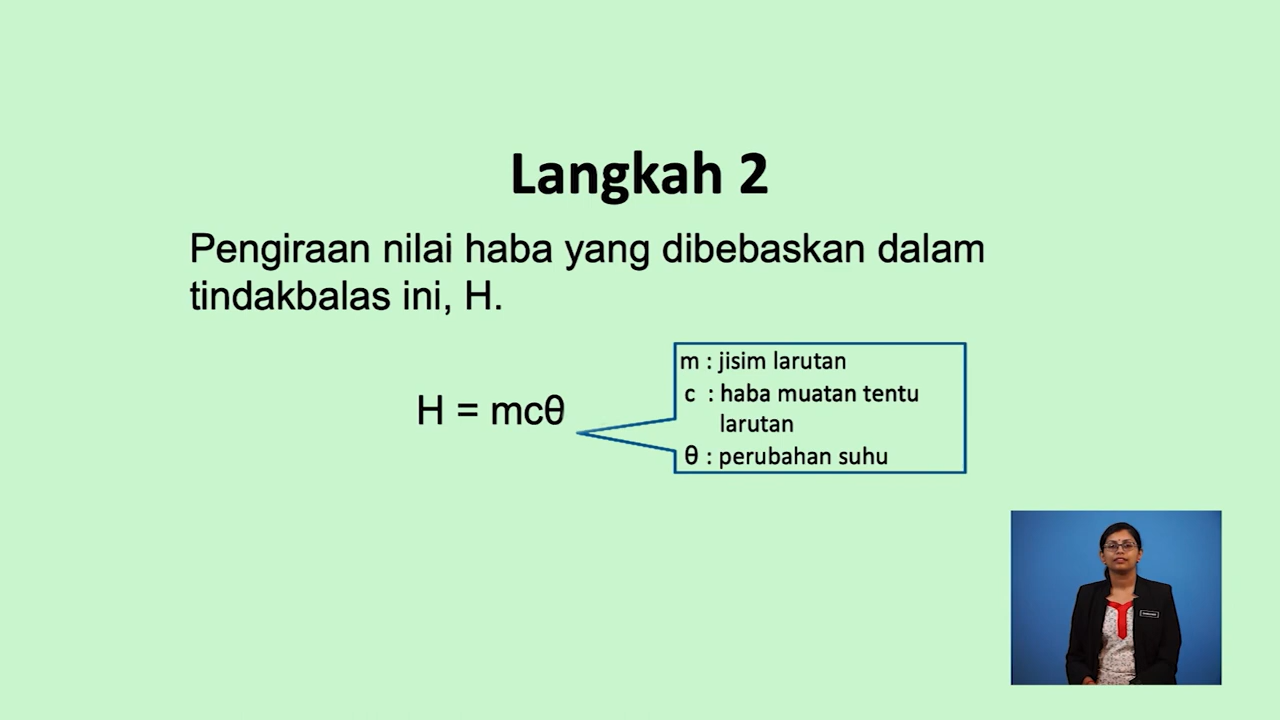 Langkah 2
Pengiraan nilai haba yang dibebaskan dalam
tindakbalas ini, H.
H = mcθ
m : jisim larutan
c : haba muatan tentu
larutan
θ : perubahan suhu